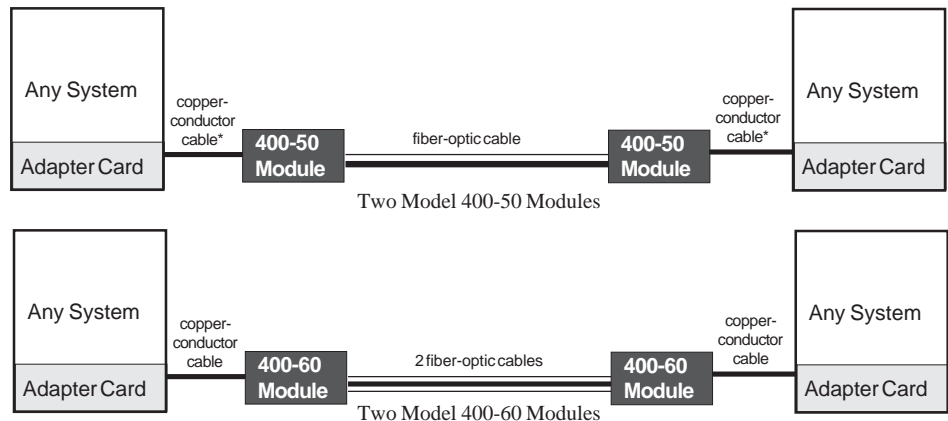 Any System
Adapter Card
copper-
conductor
cable*
400-50
Module
fiber-optic cable
400-50
Module
copper-
conductor
cable*
Any System
Adapter Card
Two Model 400-50 Modules
Any System
Adapter Card
copper-
conductor
cable
400-60
Module
2 fiber-optic cables
400-60
Module
copper-
conductor
cable
Any System
Adapter Card
Two Model 400-60 Modules